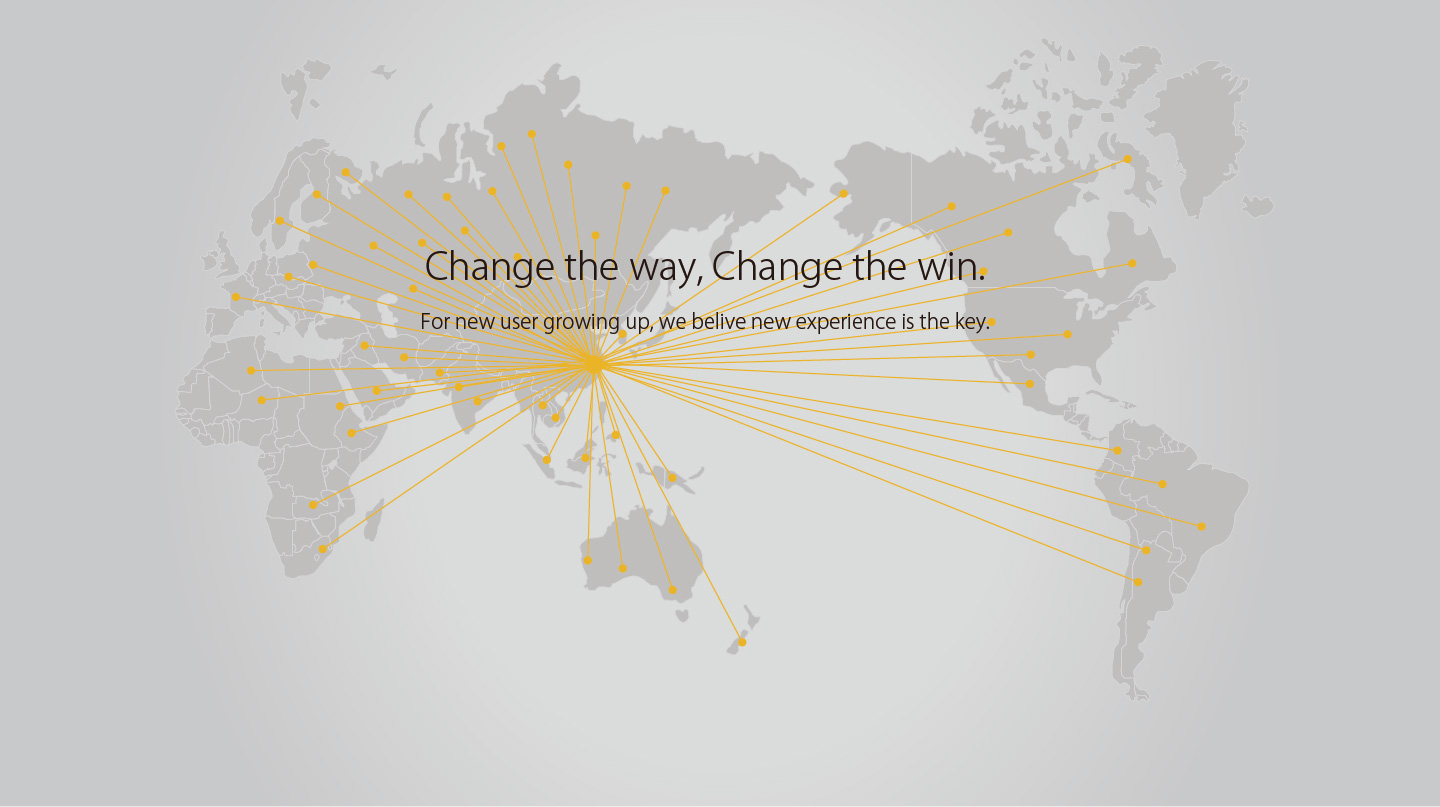 Change the way, Change the win.
For new user growing up, we belive new experience is the key.